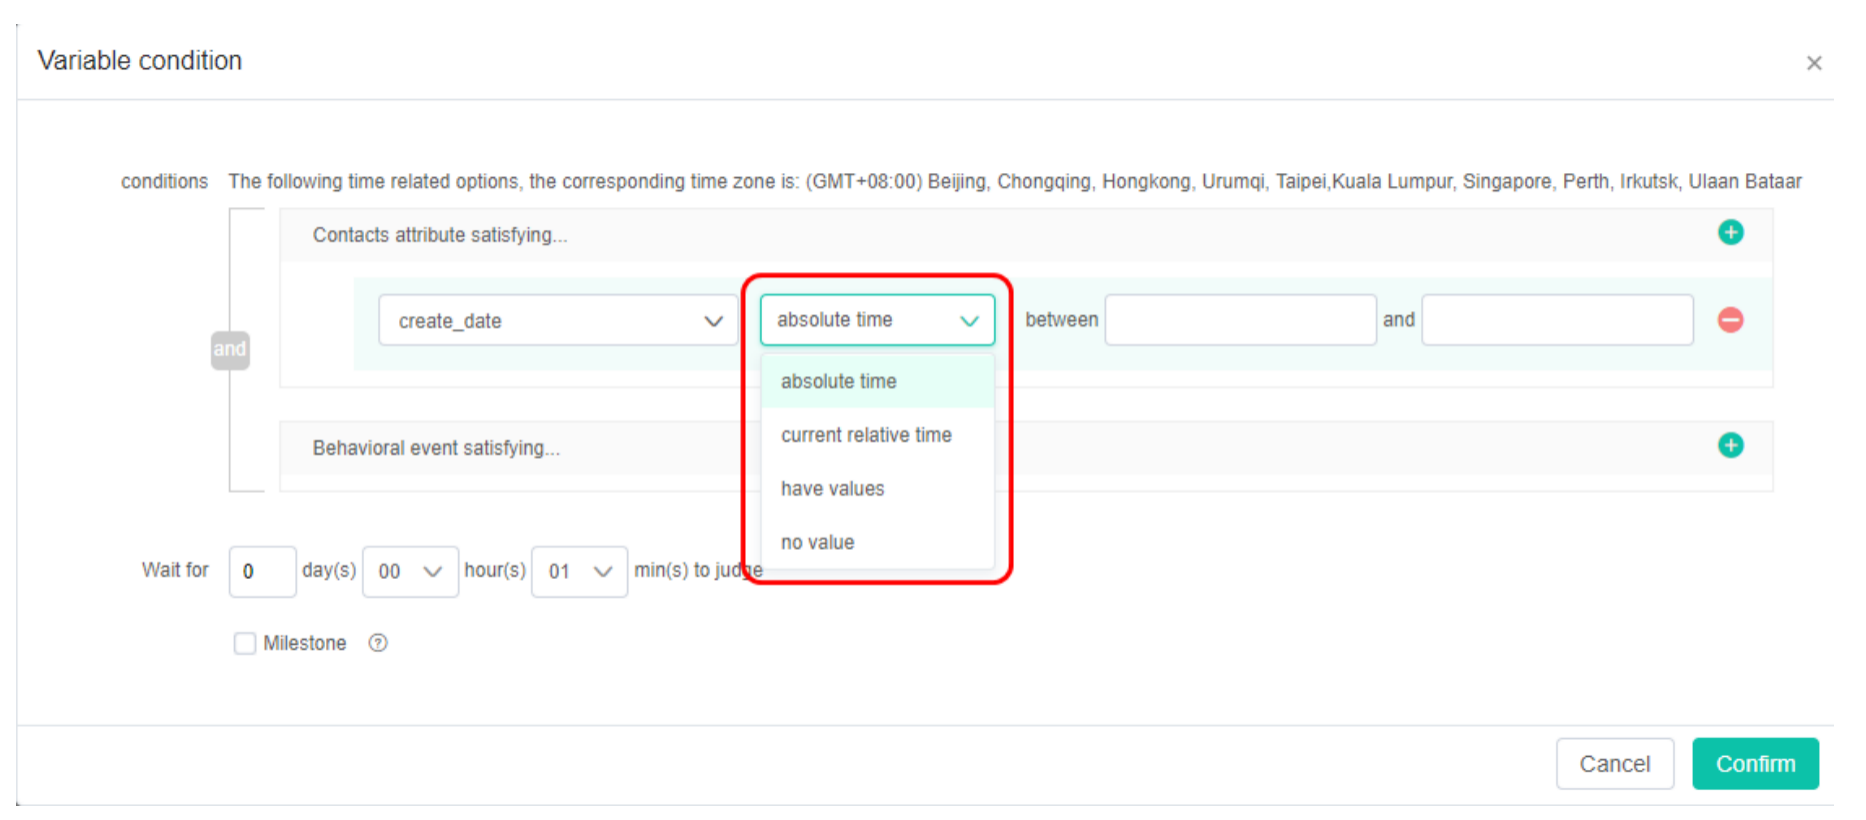 Variable condition ×
conditions The following time related options, the corresponding time zone is: (GMT+08:00) Beijing, Chongqing, Hongkong, Urumqi, Taipei,Kuala Lumpur, Singapore, Perth, Irkutsk, Ulaan Bataar
Contacts attribute satisfying...
create_date absolute time between and
and
absolute time
current relative time
Behavioral event satisfying...
have values
no value
Wait for 0 day(s) 00 hour(s) 01 min(s) to judge
Milestone ?
Cancel Confirm